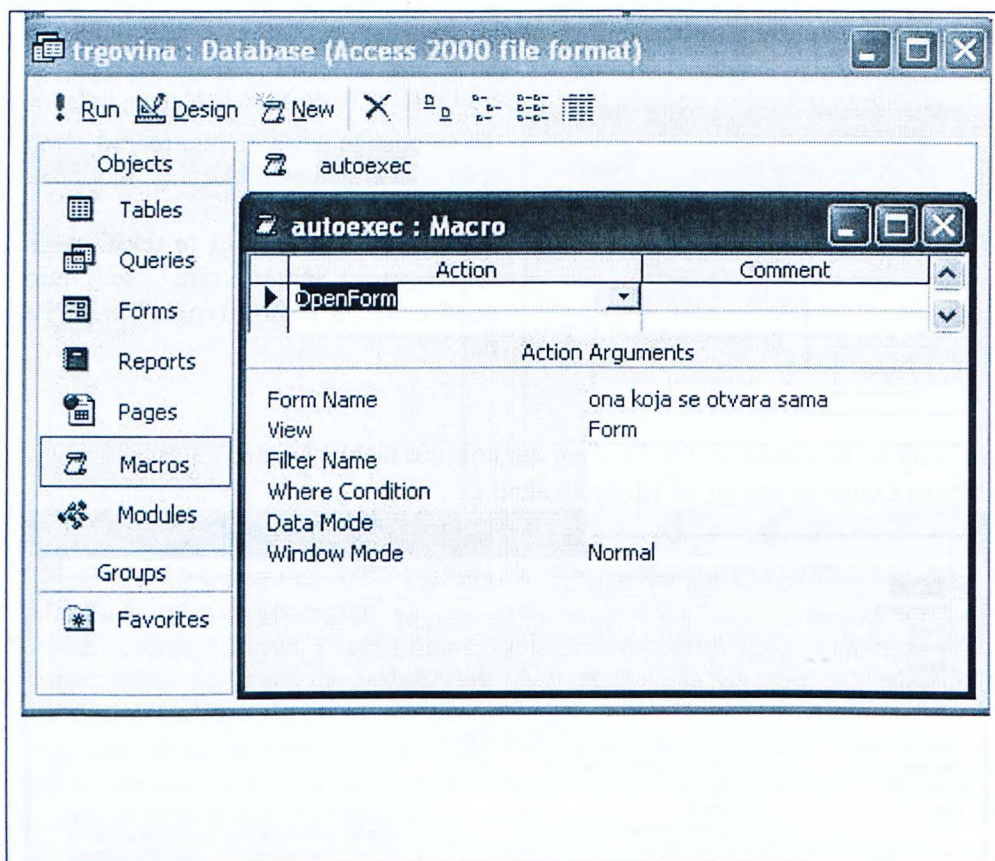 trgovina : Database (Access 2000 file format)
Run Design New
Objects
Tables
Queries
Forms
Reports
Pages
Macros
Modules
Groups
Favorites
autoexec
autoexec : Macro
Action Comment
OpenForm
Action Arguments
Form Name ona koja se otvara sama
View Form
Filter Name
Where Condition
Data Mode
Window Mode Normal